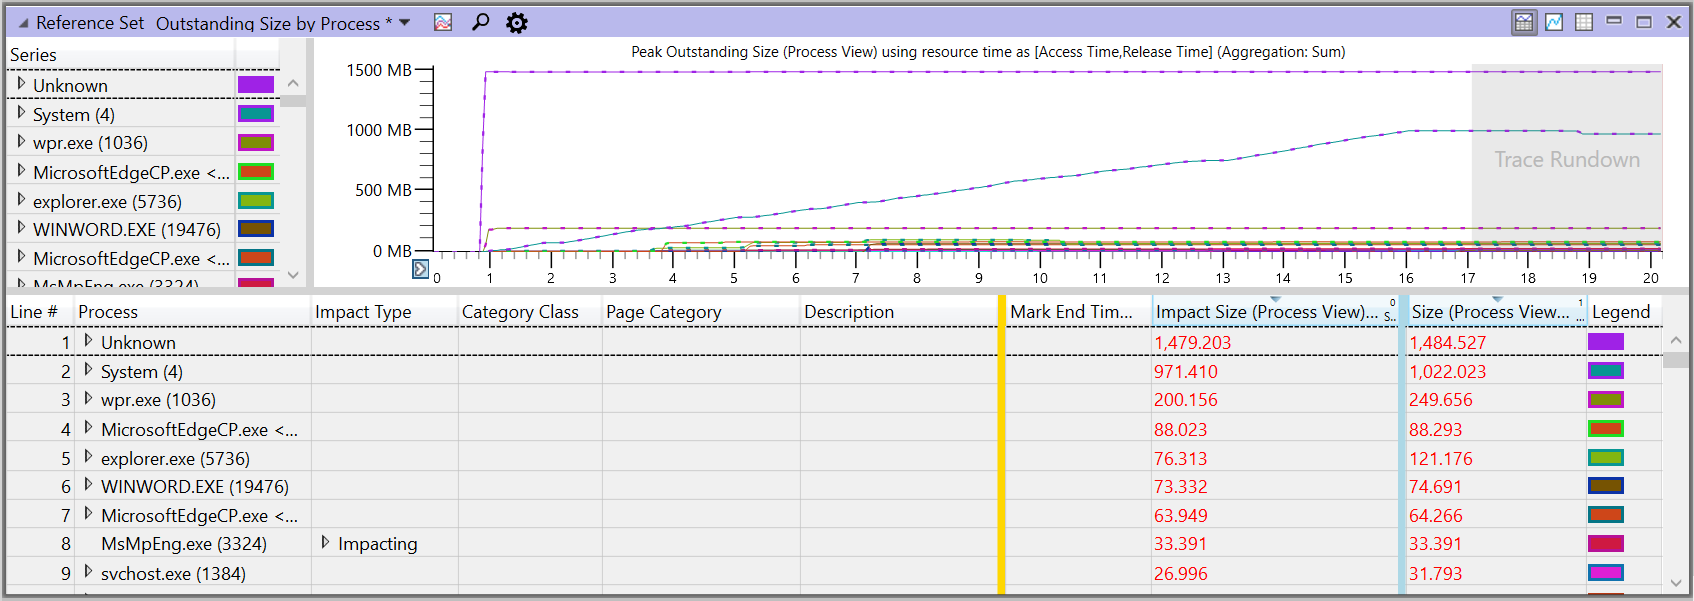 Reference Set Outstanding Size by Process *
Series
Unknown
System (4)
wpr.exe (1036)
MicrosoftEdgeCP.exe <...
explorer.exe (5736)
WINWORD.EXE (19476)
MicrosoftEdgeCP.exe <...
MsMpEng.exe (3324)
Peak Outstanding Size (Process View) using resource time as [Access Time,Release Time] (Aggregation: Sum)
1500 MB
1000 MB
500 MB
0 MB
Trace Rundown
0 1 2 3 4 5 6 7 8 9 10 11 12 13 14 15 16 17 18 19 20
Line # Process Impact Type Category Class Page Category Description Mark End Tim... Impact Size (Process View)... 0 S.. Size (Process View... 1 ... Legend
1 Unknown 1,479.203 1,484.527
2 System (4) 971.410 1,022.023
3 wpr.exe (1036) 200.156 249.656
4 MicrosoftEdgeCP.exe <... 88.023 88.293
5 explorer.exe (5736) 76.313 121.176
6 WINWORD.EXE (19476) 73.332 74.691
7 MicrosoftEdgeCP.exe <... 63.949 64.266
8 MsMpEng.exe (3324) Impacting 33.391 33.391
9 svchost.exe (1384) 26.996 31.793